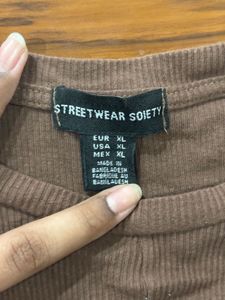 STREETWEAR SOIETY
EUR XL
USA XL
MEX XL
MADE IN
BANGLADESH
FABRIQUE AU
BANGLADESH